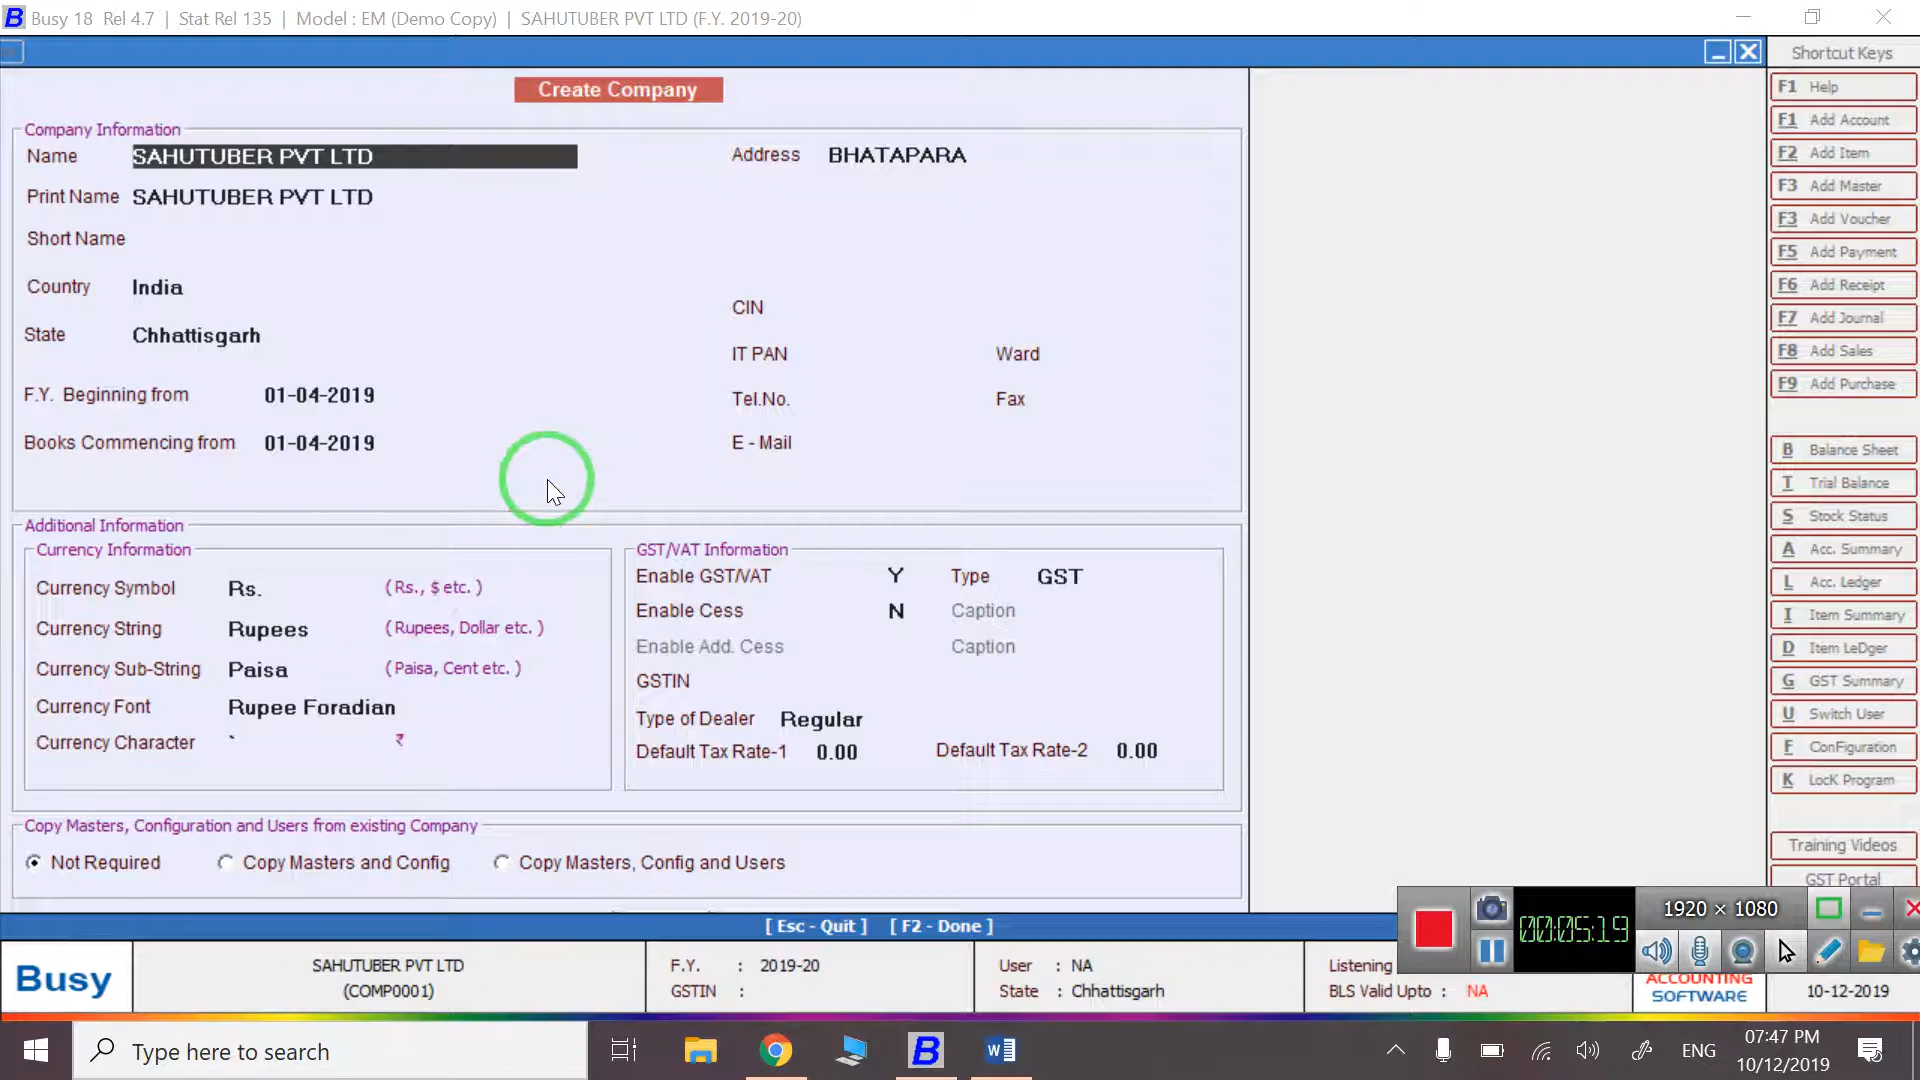 Busy 18 Rel 4.7 | Stat Rel 135 | Model : EM (Demo Copy) | SAHUTUBER PVT LTD (F.Y. 2019-20)
Shortcut Keys
Create Company
Company Information
Name SAHUTUBER PVT LTD
Address BHATAPARA
Print Name SAHUTUBER PVT LTD
Short Name
Country India
CIN
State Chhattisgarh
IT PAN Ward
F.Y. Beginning from 01-04-2019
Tel.No. Fax
Books Commencing from 01-04-2019
E - Mail
Additional Information
Currency Information
Currency Symbol Rs. (Rs., $ etc. )
Currency String Rupees (Rupees, Dollar etc. )
Currency Sub-String Paisa (Paisa, Cent etc. )
Currency Font Rupee Foradian
Currency Character ` ₹
GST/VAT Information
Enable GST/VAT Y Type GST
Enable Cess N Caption
Enable Add. Cess Caption
GSTIN
Type of Dealer Regular
Default Tax Rate-1 0.00 Default Tax Rate-2 0.00
Copy Masters, Configuration and Users from existing Company
Not Required Copy Masters and Config Copy Masters, Config and Users
[ Esc - Quit ] [ F2 - Done ]
F1 Help
F1 Add Account
F2 Add Item
F3 Add Master
F3 Add Voucher
F5 Add Payment
F6 Add Receipt
F7 Add Journal
F8 Add Sales
F9 Add Purchase
B Balance Sheet
T Trial Balance
S Stock Status
A Acc. Summary
L Acc. Ledger
I Item Summary
D Item LeDger
G GST Summary
U Switch User
F ConFiguration
K LocK Program
Training Videos
GST Portal
1920 × 1080
00:05:19
Busy
SAHUTUBER PVT LTD
(COMP0001)
F.Y. : 2019-20
GSTIN :
User : NA
State : Chhattisgarh
Listening
BLS Valid Upto : NA
ACCOUNTING
SOFTWARE
10-12-2019
Type here to search
ENG
07:47 PM
10/12/2019